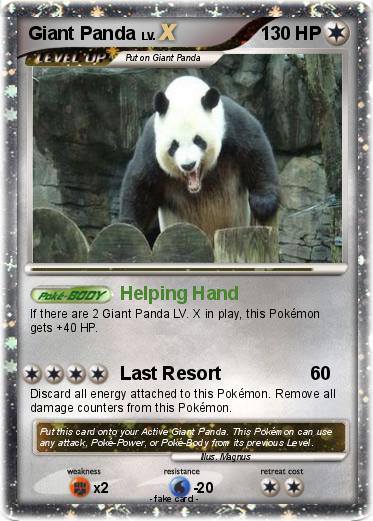 Giant Panda LV. X 130 HP
LEVEL-UP Put on Giant Panda
Poké-BODY Helping Hand
If there are 2 Giant Panda LV. X in play, this Pokémon
gets +40 HP.
Last Resort 60
Discard all energy attached to this Pokémon. Remove all
damage counters from this Pokémon.
Put this card onto your Active Giant Panda. This Pokémon can use
any attack, Poké-Power, or Poké-Body from its previous Level.
Illus. Magnus
weakness resistance retreat cost
x2 -20
- fake card -